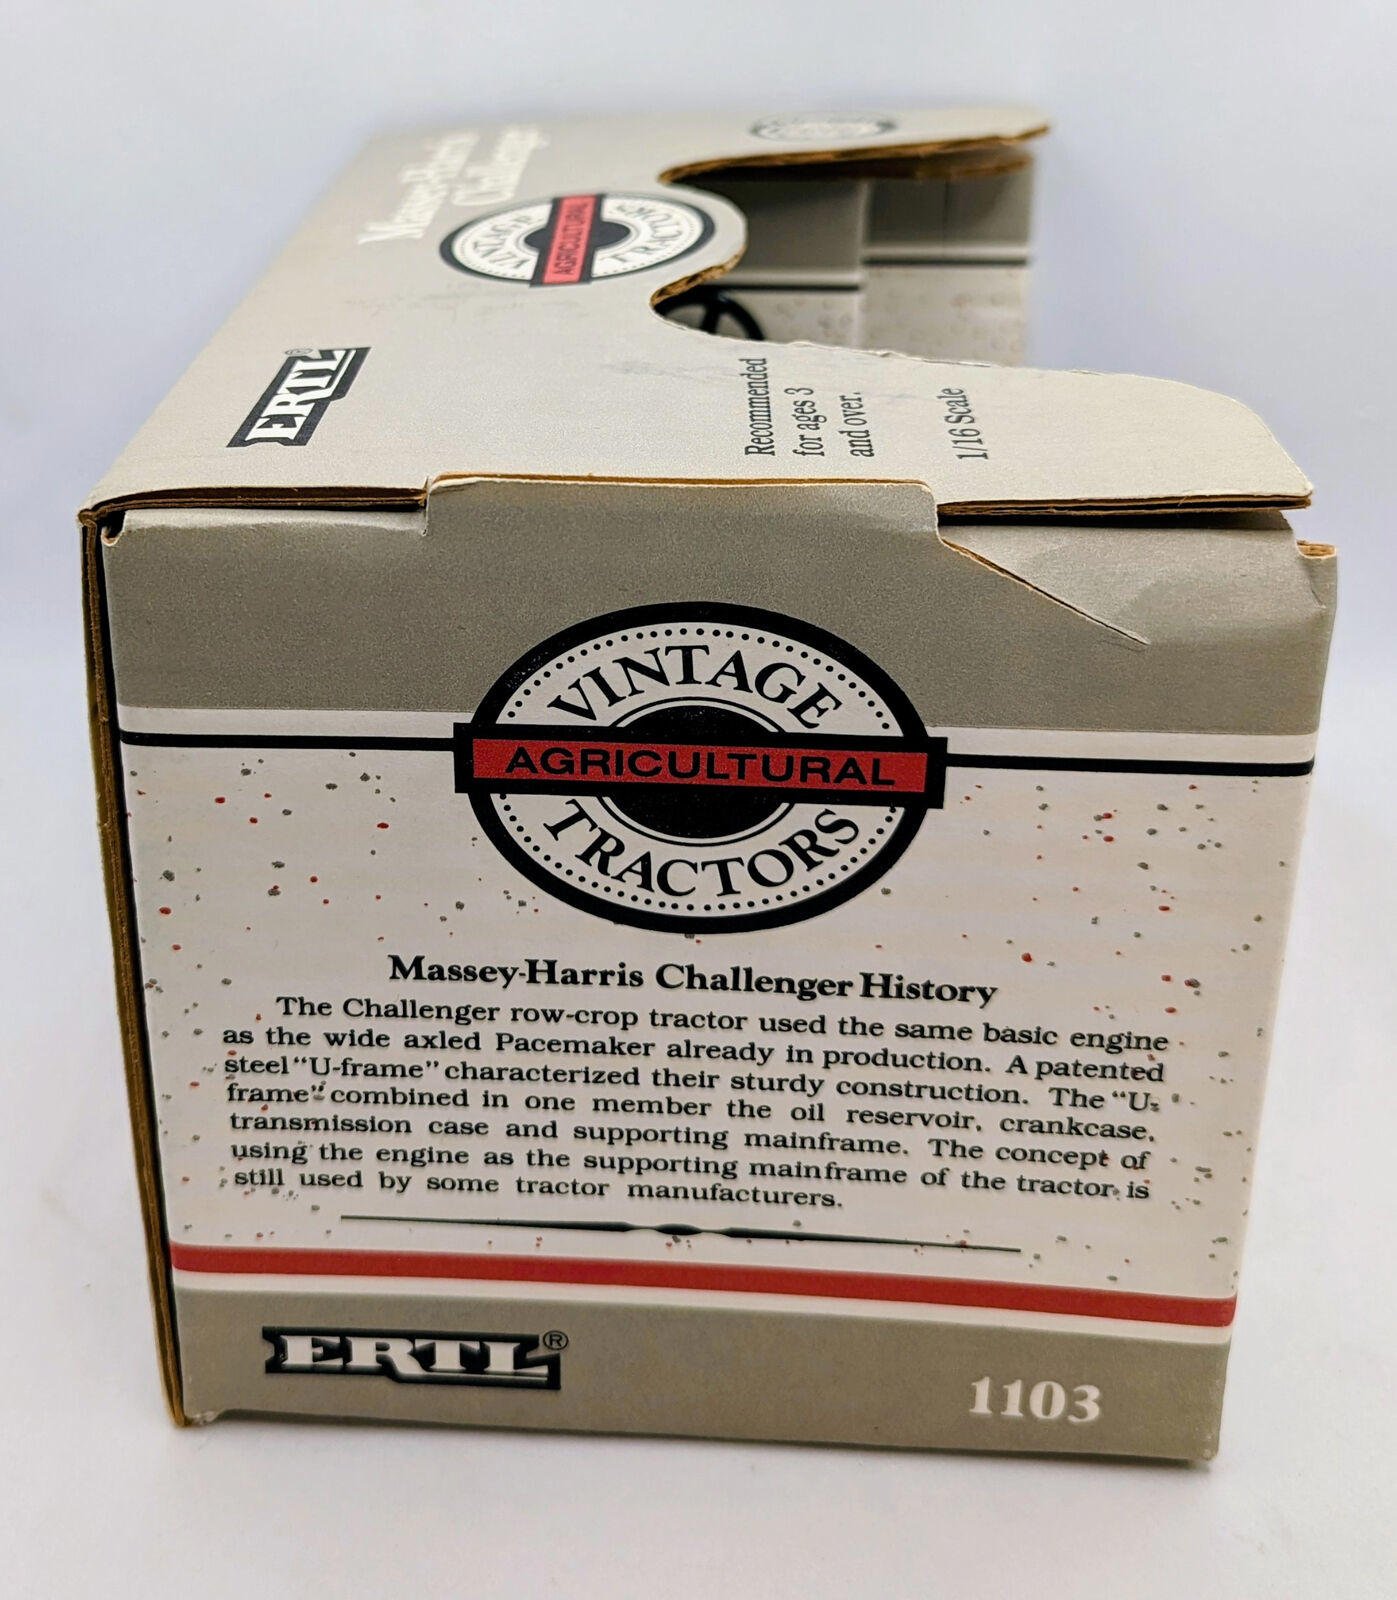 Massey-Harris
Challenger
VINTAGE
AGRICULTURAL
TRACTORS
ERTL®
Recommended
for ages 3
and over.
1/16 Scale
VINTAGE
AGRICULTURAL
TRACTORS
Massey-Harris Challenger History
The Challenger row-crop tractor used the same basic engine
as the wide axled Pacemaker already in production. A patented
steel "U-frame" characterized their sturdy construction. The "U-
frame" combined in one member the oil reservoir, crankcase,
transmission case and supporting mainframe. The concept of
using the engine as the supporting mainframe of the tractor is
still used by some tractor manufacturers.
ERTL®
1103